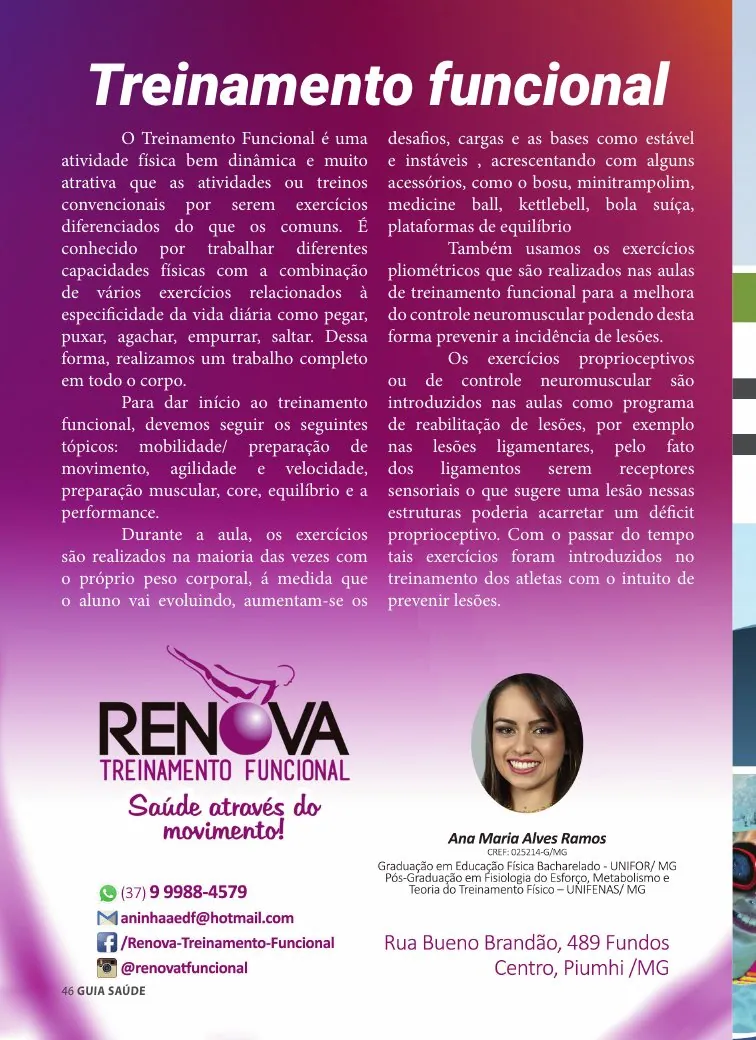 Treinamento funcional
O Treinamento Funcional é uma
atividade física bem dinâmica e muito
atrativa que as atividades ou treinos
convencionais por serem exercícios
diferenciados do que os comuns. É
conhecido por trabalhar diferentes
capacidades físicas com a combinação
de vários exercícios relacionados à
especificidade da vida diária como pegar,
puxar, agachar, empurrar, saltar. Dessa
forma, realizamos um trabalho completo
em todo o corpo.
Para dar início ao treinamento
funcional, devemos seguir os seguintes
tópicos: mobilidade/ preparação de
movimento, agilidade e velocidade,
preparação muscular, core, equilíbrio e a
performance.
Durante a aula, os exercícios
são realizados na maioria das vezes com
o próprio peso corporal, á medida que
o aluno vai evoluindo, aumentam-se os
desafios, cargas e as bases como estável
e instáveis , acrescentando com alguns
acessórios, como o bosu, minitrampolim,
medicine ball, kettlebell, bola suíça,
plataformas de equilíbrio
Também usamos os exercícios
pliométricos que são realizados nas aulas
de treinamento funcional para a melhora
do controle neuromuscular podendo desta
forma prevenir a incidência de lesões.
Os exercícios proprioceptivos
ou de controle neuromuscular são
introduzidos nas aulas como programa
de reabilitação de lesões, por exemplo
nas lesões ligamentares, pelo fato
dos ligamentos serem receptores
sensoriais o que sugere uma lesão nessas
estruturas poderia acarretar um déficit
proprioceptivo. Com o passar do tempo
tais exercícios foram introduzidos no
treinamento dos atletas com o intuito de
prevenir lesões.
RENOVA
TREINAMENTO FUNCIONAL
Saúde através do
movimento!
(37) 9 9988-4579
aninhaaedf@hotmail.com
/Renova-Treinamento-Funcional
@renovatfuncional
Ana Maria Alves Ramos
CREF: 025214-G/MG
Graduação em Educação Física Bacharelado - UNIFOR/ MG
Pós-Graduação em Fisiologia do Esforço, Metabolismo e
Teoria do Treinamento Físico – UNIFENAS/ MG
Rua Bueno Brandão, 489 Fundos
Centro, Piumhi /MG
46 GUIA SAÚDE